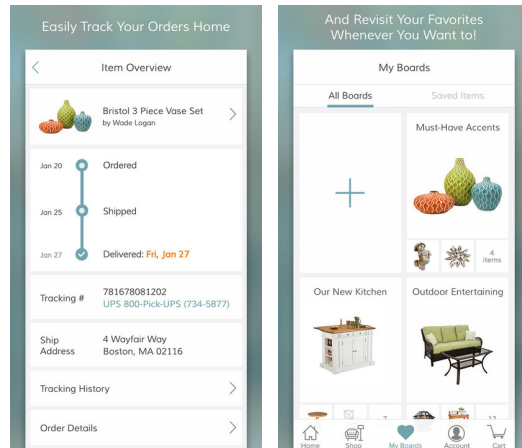 Easily Track Your Orders Home
Item Overview
Bristol 3 Piece Vase Set
by Wade Logan
Jan 20
Ordered
Jan 25
Shipped
Jan 27
Delivered: Fri, Jan 27
Tracking #
781678081202
UPS 800-Pick-UPS (734-5877)
Ship
Address
4 Wayfair Way
Boston, MA 02116
Tracking History
Order Details
And Revisit Your Favorites
Whenever You Want to!
My Boards
All Boards
Saved Items
Must-Have Accents
4
items
Our New Kitchen
Outdoor Entertaining
7
12
Home
Shop
My Boards
Account
Cart